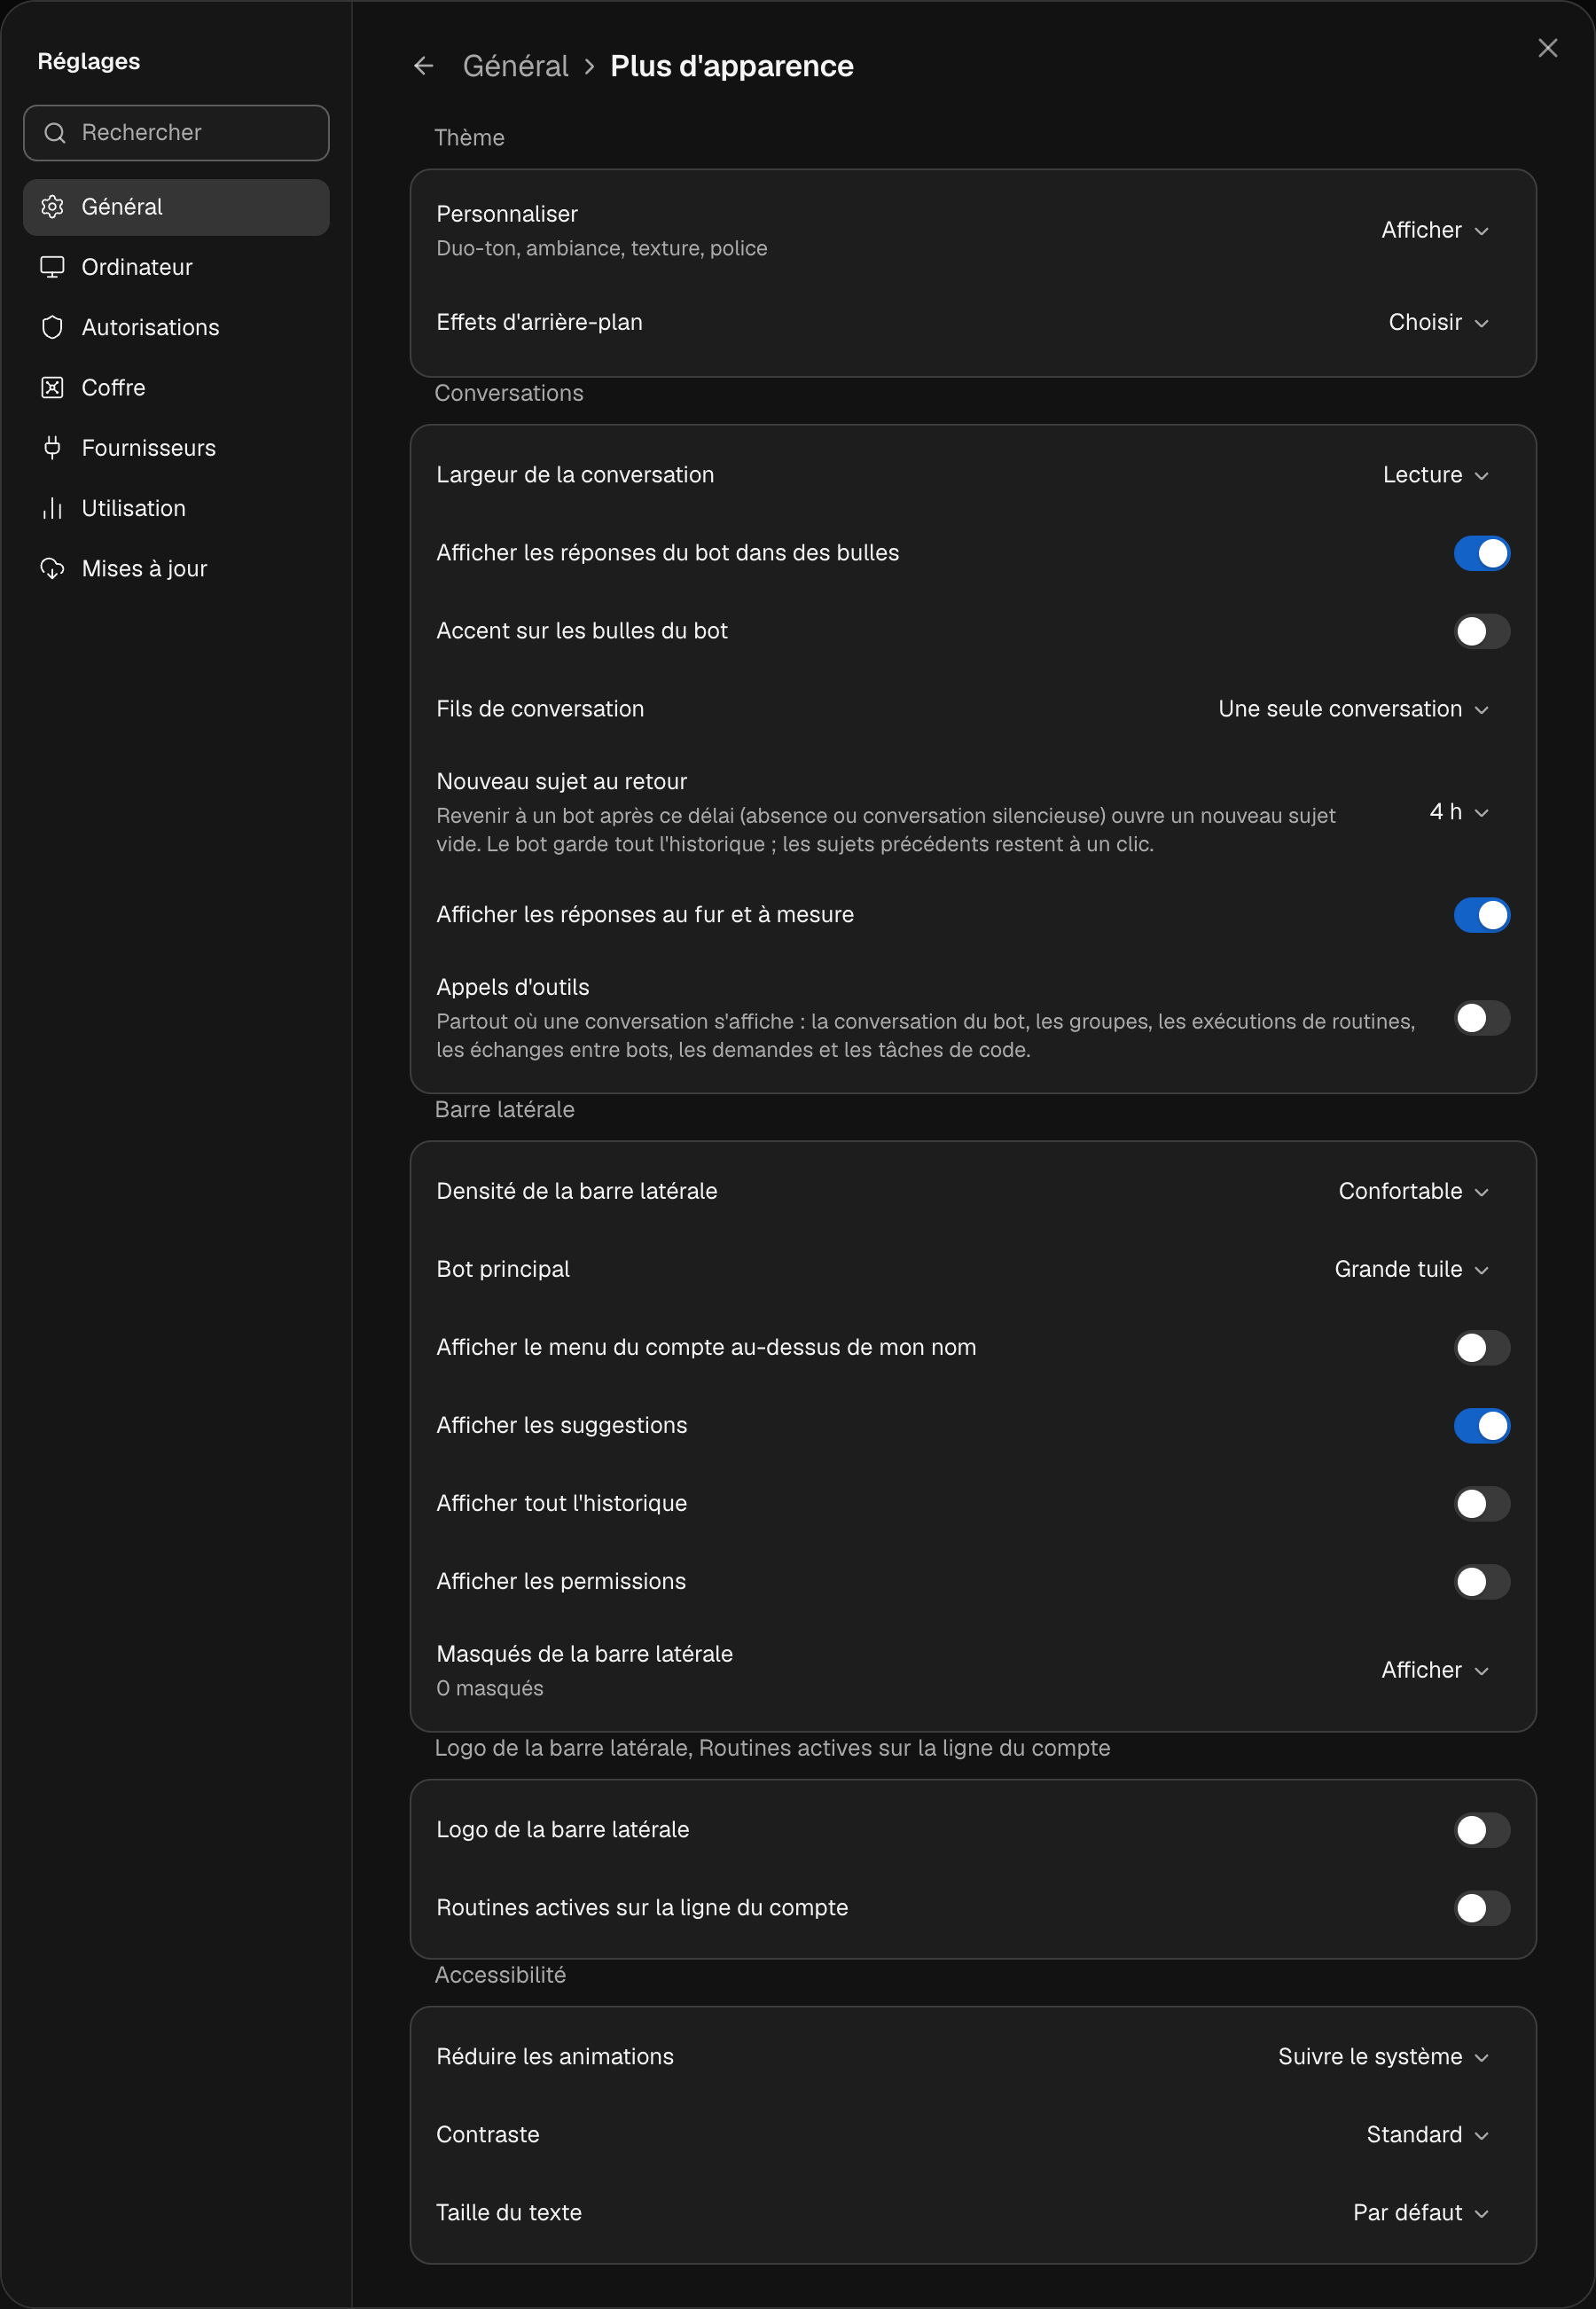 Réglages
Rechercher
Général
Ordinateur
Autorisations
Coffre
Fournisseurs
Utilisation
Mises à jour
Général > Plus d'apparence
Thème
Personnaliser
Duo-ton, ambiance, texture, police
Afficher
Effets d'arrière-plan
Choisir
Conversations
Largeur de la conversation
Lecture
Afficher les réponses du bot dans des bulles
Accent sur les bulles du bot
Fils de conversation
Une seule conversation
Nouveau sujet au retour
Revenir à un bot après ce délai (absence ou conversation silencieuse) ouvre un nouveau sujet
vide. Le bot garde tout l'historique ; les sujets précédents restent à un clic.
4 h
Afficher les réponses au fur et à mesure
Appels d'outils
Partout où une conversation s'affiche : la conversation du bot, les groupes, les exécutions de routines,
les échanges entre bots, les demandes et les tâches de code.
Barre latérale
Densité de la barre latérale
Confortable
Bot principal
Grande tuile
Afficher le menu du compte au-dessus de mon nom
Afficher les suggestions
Afficher tout l'historique
Afficher les permissions
Masqués de la barre latérale
0 masqués
Afficher
Logo de la barre latérale, Routines actives sur la ligne du compte
Logo de la barre latérale
Routines actives sur la ligne du compte
Accessibilité
Réduire les animations
Suivre le système
Contraste
Standard
Taille du texte
Par défaut